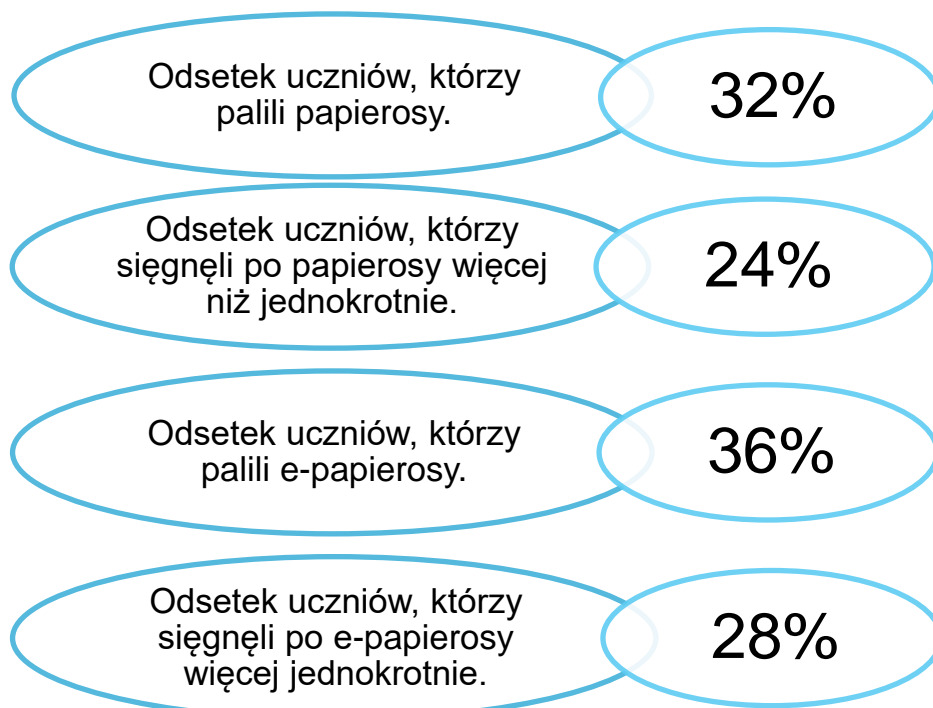 Odsetek uczniów, którzy
palili papierosy.
32%
Odsetek uczniów, którzy
sięgnęli po papierosy więcej
niż jednokrotnie.
24%
Odsetek uczniów, którzy
palili e-papierosy.
36%
Odsetek uczniów, którzy
sięgnęli po e-papierosy
więcej jednokrotnie.
28%